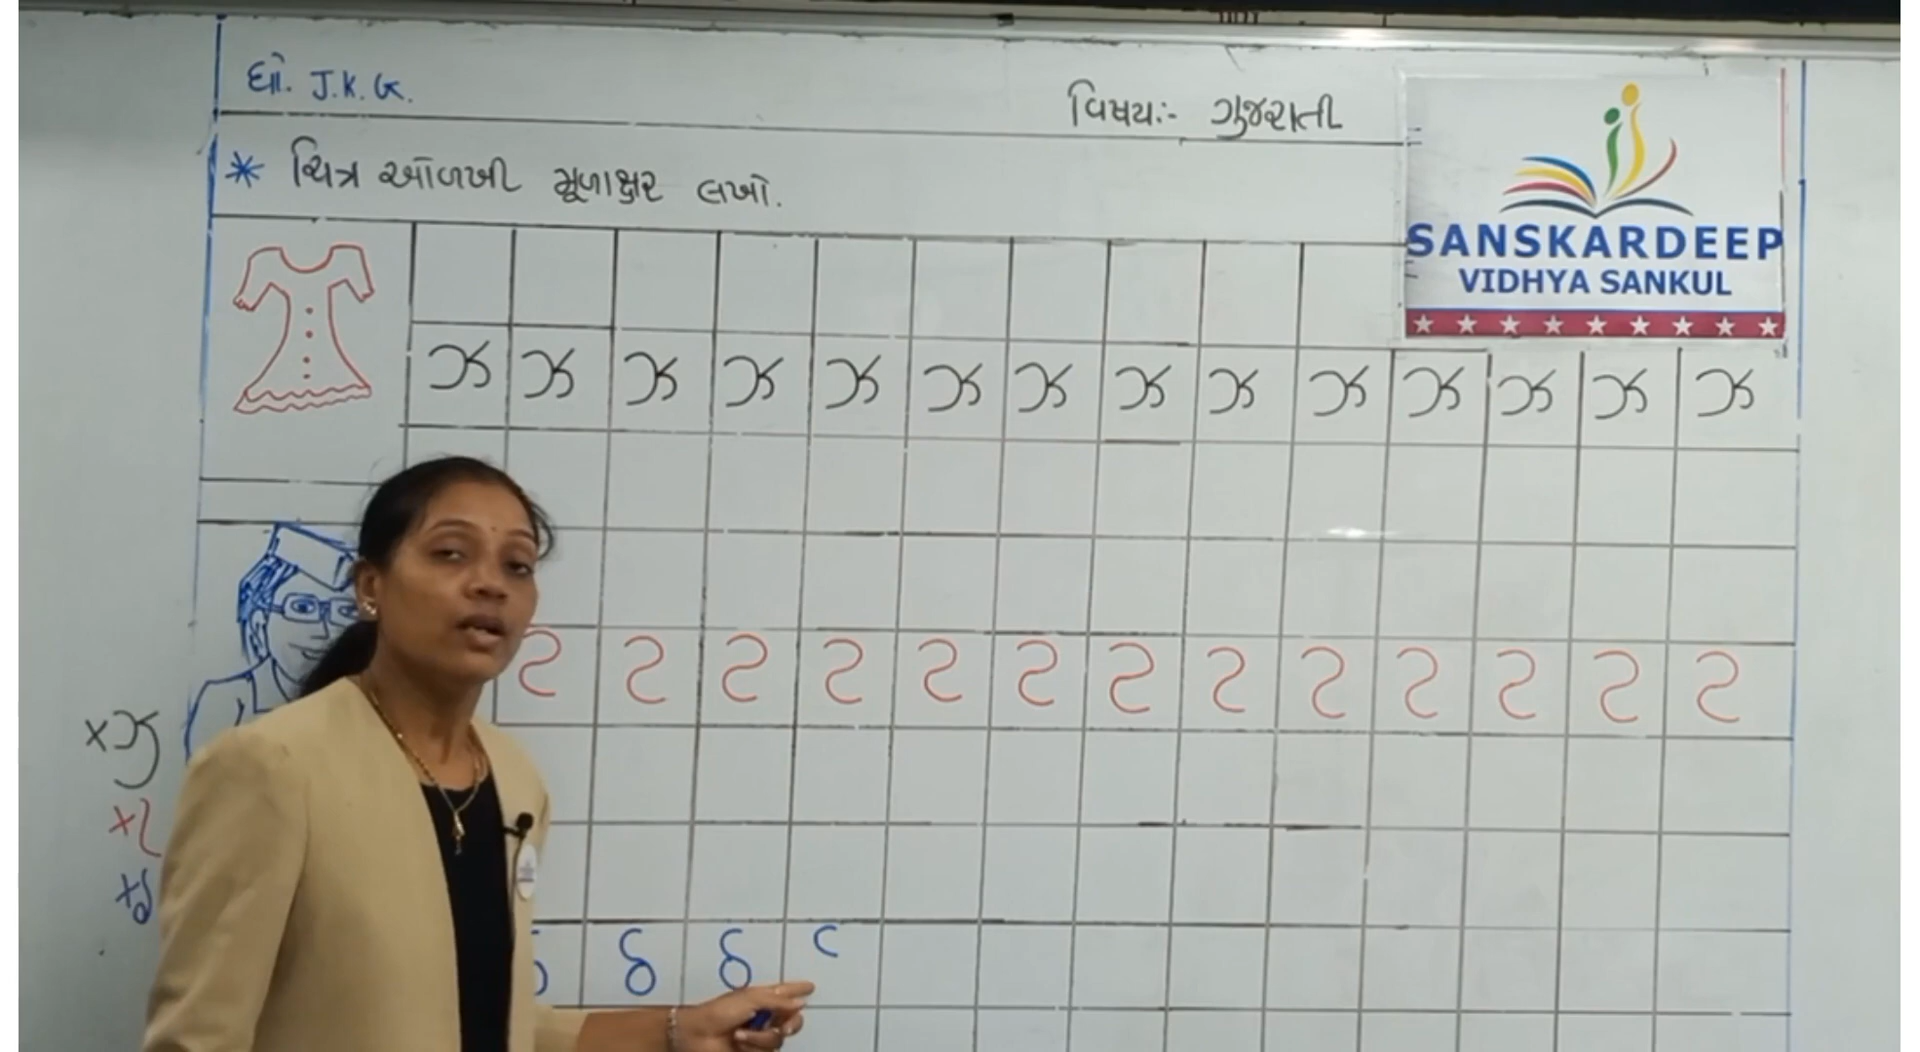 ધો. J.K.G.
વિષય:- ગુજરાતી
* ચિત્ર ઓળખી મૂળાક્ષર લખો.
SANSKARDEEP
VIDHYA SANKUL
ઝ ઝ ઝ ઝ ઝ ઝ ઝ ઝ ઝ ઝ ઝ ઝ ઝ ઝ
ટ ટ ટ ટ ટ ટ ટ ટ ટ ટ ટ ટ ટ
ઠ ઠ